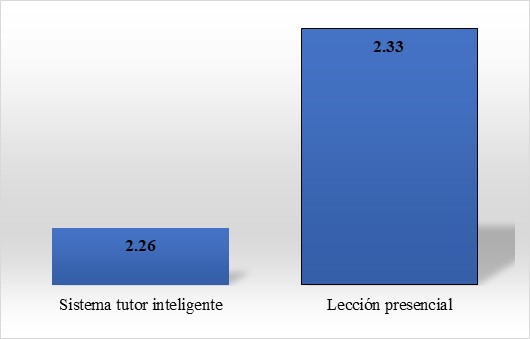 2.33
2.26
Sistema tutor inteligente
Lección presencial